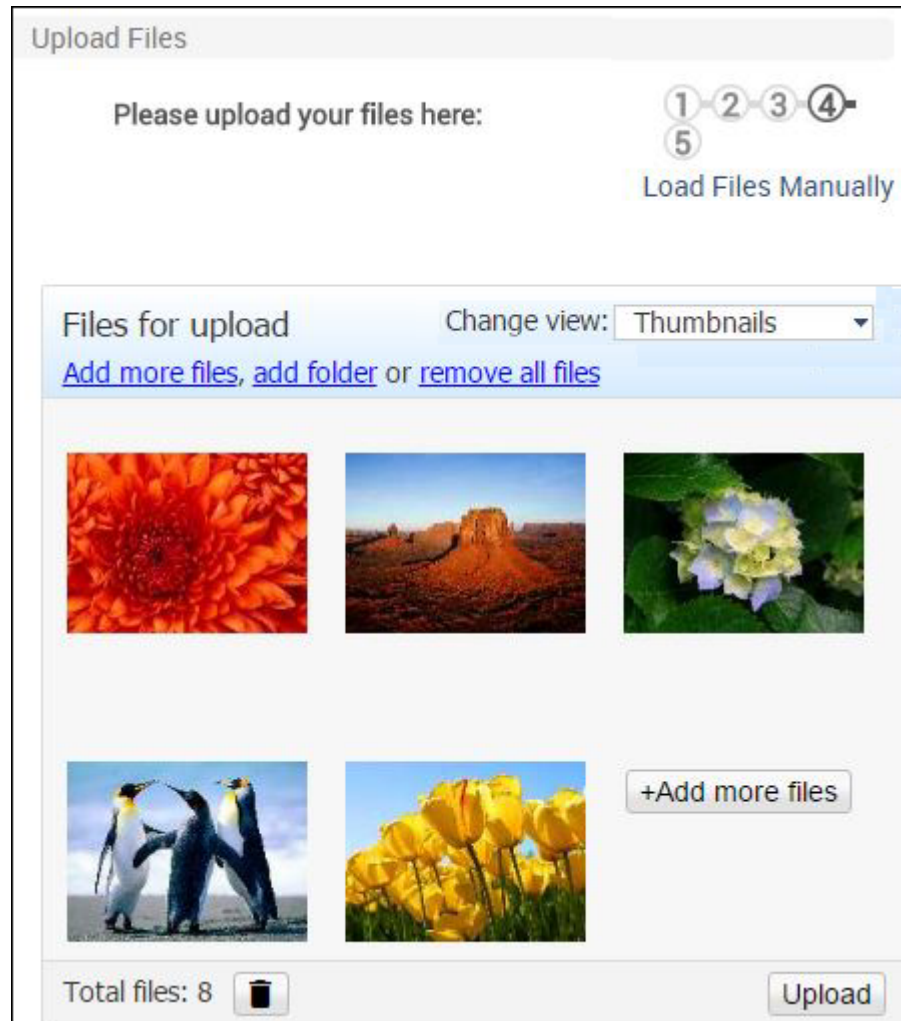 Upload Files
Please upload your files here:
1 2 3 4
5
Load Files Manually
Files for upload
Change view: Thumbnails
Add more files, add folder or remove all files
+Add more files
Total files: 8
Upload